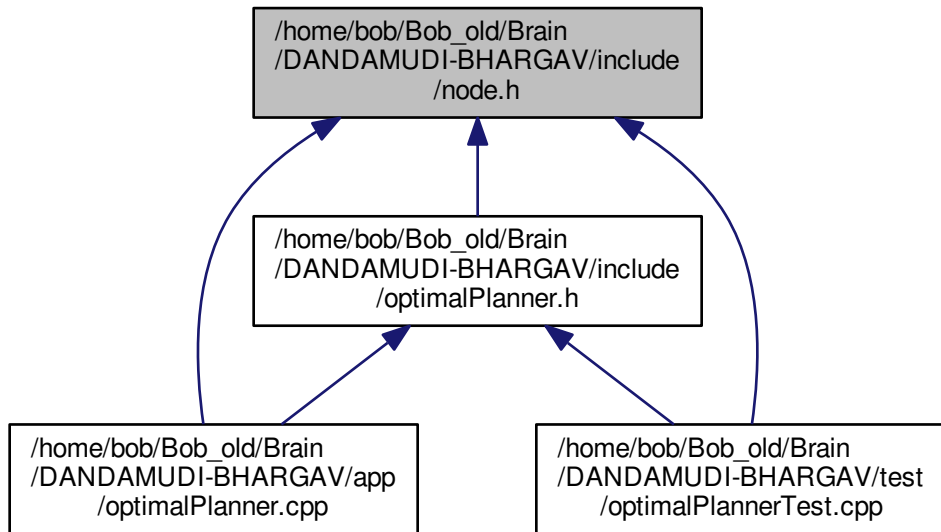 /home/bob/Bob_old/Brain
/DANDAMUDI-BHARGAV/include
/node.h
/home/bob/Bob_old/Brain
/DANDAMUDI-BHARGAV/include
/optimalPlanner.h
/home/bob/Bob_old/Brain
/DANDAMUDI-BHARGAV/app
/optimalPlanner.cpp
/home/bob/Bob_old/Brain
/DANDAMUDI-BHARGAV/test
/optimalPlannerTest.cpp